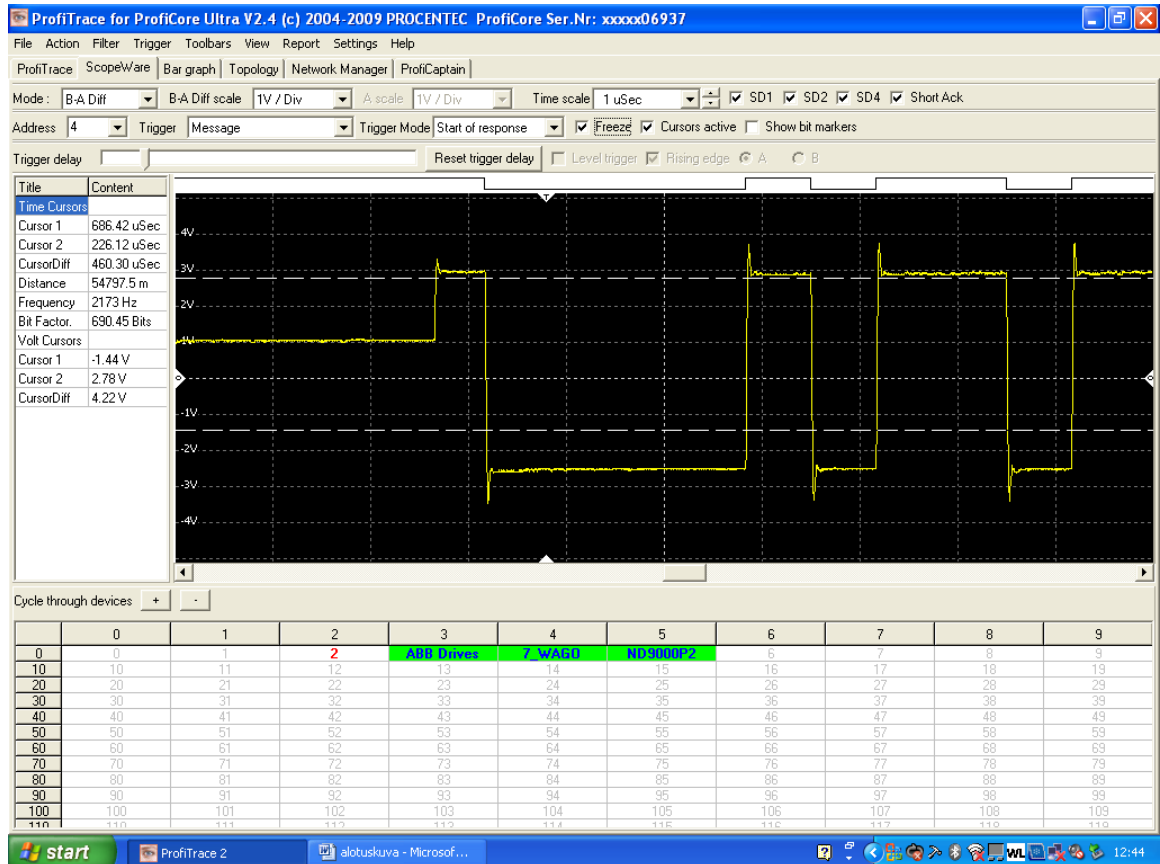 ProfiTrace for ProfiCore Ultra V2.4 (c) 2004-2009 PROCENTEC ProfiCore Ser.Nr: xxxxx06937
File Action Filter Trigger Toolbars View Report Settings Help
ProfiTrace ScopeWare Bar graph Topology Network Manager ProfiCaptain
Mode : B-A Diff B-A Diff scale 1V / Div A scale 1V / Div Time scale 1 uSec SD1 SD2 SD4 Short Ack
Address 4 Trigger Message Trigger Mode Start of response Freeze Cursors active Show bit markers
Trigger delay Reset trigger delay Level trigger Rising edge A B
Title Content
Time Cursors
Cursor 1 686.42 uSec
Cursor 2 226.12 uSec
CursorDiff 460.30 uSec
Distance 54797.5 m
Frequency 2173 Hz
Bit Factor. 690.45 Bits
Volt Cursors
Cursor 1 -1.44 V
Cursor 2 2.78 V
CursorDiff 4.22 V
T
4V
3V
2V
1V
-1V
-2V
-3V
-4V
Cycle through devices + -
0 1 2 3 4 5 6 7 8 9
0 0 1 2 ABB Drives 7_WAGO ND9000P2 6 7 8 9
10 10 11 12 13 14 15 16 17 18 19
20 20 21 22 23 24 25 26 27 28 29
30 30 31 32 33 34 35 36 37 38 39
40 40 41 42 43 44 45 46 47 48 49
50 50 51 52 53 54 55 56 57 58 59
60 60 61 62 63 64 65 66 67 68 69
70 70 71 72 73 74 75 76 77 78 79
80 80 81 82 83 84 85 86 87 88 89
90 90 91 92 93 94 95 96 97 98 99
100 100 101 102 103 104 105 106 107 108 109
110 110 111 112 113 114 115 116 117 118 119
start ProfiTrace 2 alotuskuva - Microsof... WL 12:44